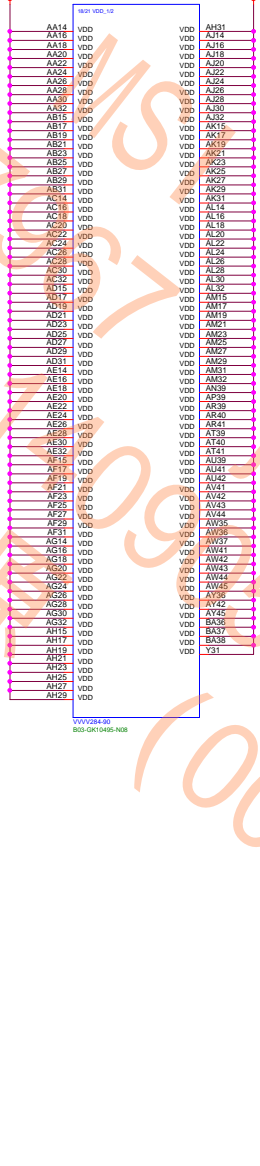 18/21 VDD_1/2
AA14 VDD VDD AH31
AA16 VDD VDD AJ14
AA18 VDD VDD AJ16
AA20 VDD VDD AJ18
AA22 VDD VDD AJ20
AA24 VDD VDD AJ22
AA26 VDD VDD AJ24
AA28 VDD VDD AJ26
AA30 VDD VDD AJ28
AA32 VDD VDD AJ30
AB15 VDD VDD AJ32
AB17 VDD VDD AK15
AB19 VDD VDD AK17
AB21 VDD VDD AK19
AB23 VDD VDD AK21
AB25 VDD VDD AK23
AB27 VDD VDD AK25
AB29 VDD VDD AK27
AB31 VDD VDD AK29
AC14 VDD VDD AK31
AC16 VDD VDD AL14
AC18 VDD VDD AL16
AC20 VDD VDD AL18
AC22 VDD VDD AL20
AC24 VDD VDD AL22
AC26 VDD VDD AL24
AC28 VDD VDD AL26
AC30 VDD VDD AL28
AC32 VDD VDD AL30
AD15 VDD VDD AL32
AD17 VDD VDD AM15
AD19 VDD VDD AM17
AD21 VDD VDD AM19
AD23 VDD VDD AM21
AD25 VDD VDD AM23
AD27 VDD VDD AM25
AD29 VDD VDD AM27
AD31 VDD VDD AM29
AE14 VDD VDD AM31
AE16 VDD VDD AM32
AE18 VDD VDD AN39
AE20 VDD VDD AP39
AE22 VDD VDD AR39
AE24 VDD VDD AR40
AE26 VDD VDD AR41
AE28 VDD VDD AT39
AE30 VDD VDD AT40
AE32 VDD VDD AT41
AF15 VDD VDD AU39
AF17 VDD VDD AU41
AF19 VDD VDD AU42
AF21 VDD VDD AV41
AF23 VDD VDD AV42
AF25 VDD VDD AV43
AF27 VDD VDD AV44
AF29 VDD VDD AW35
AF31 VDD VDD AW36
AG14 VDD VDD AW37
AG16 VDD VDD AW41
AG18 VDD VDD AW42
AG20 VDD VDD AW43
AG22 VDD VDD AW44
AG24 VDD VDD AW45
AG26 VDD VDD AY36
AG28 VDD VDD AY42
AG30 VDD VDD AY45
AG32 VDD VDD BA36
AH15 VDD VDD BA37
AH17 VDD VDD BA38
AH19 VDD VDD Y31
AH21 VDD
AH23 VDD
AH25 VDD
AH27 VDD
AH29 VDD
VVVV284-90
B03-GK10495-N08